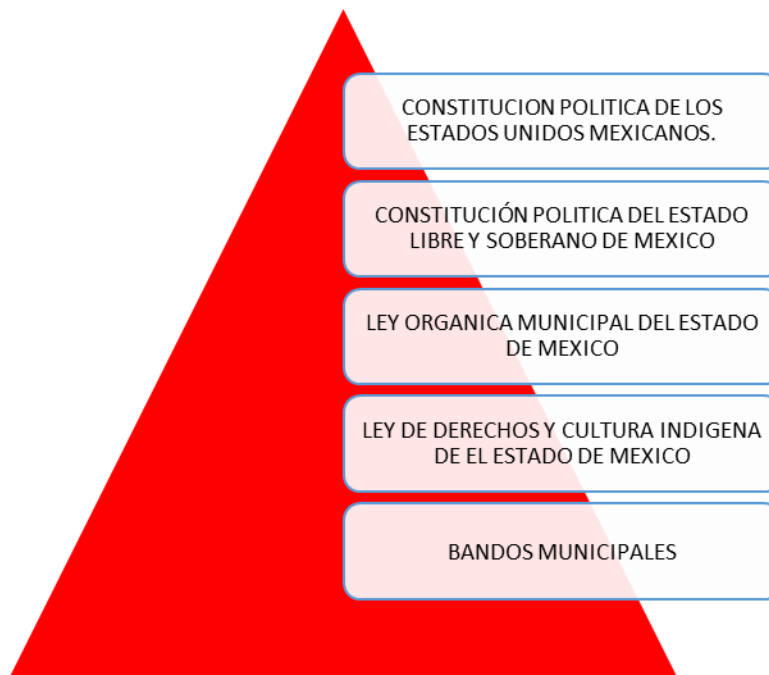 CONSTITUCION POLITICA DE LOS
ESTADOS UNIDOS MEXICANOS.
CONSTITUCIÓN POLITICA DEL ESTADO
LIBRE Y SOBERANO DE MEXICO
LEY ORGANICA MUNICIPAL DEL ESTADO
DE MEXICO
LEY DE DERECHOS Y CULTURA INDIGENA
DE EL ESTADO DE MEXICO
BANDOS MUNICIPALES